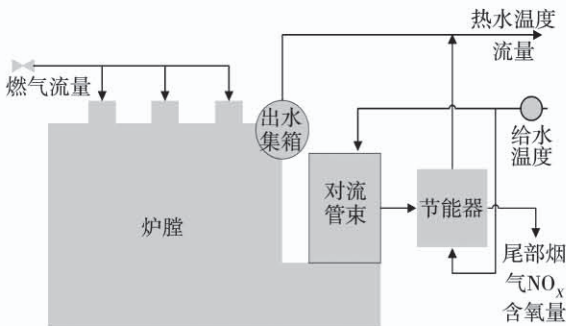 热水温度
流量
燃气流量
出水
集箱
给水
温度
对流
管束
节能器
炉膛
尾部烟
气NOX
含氧量